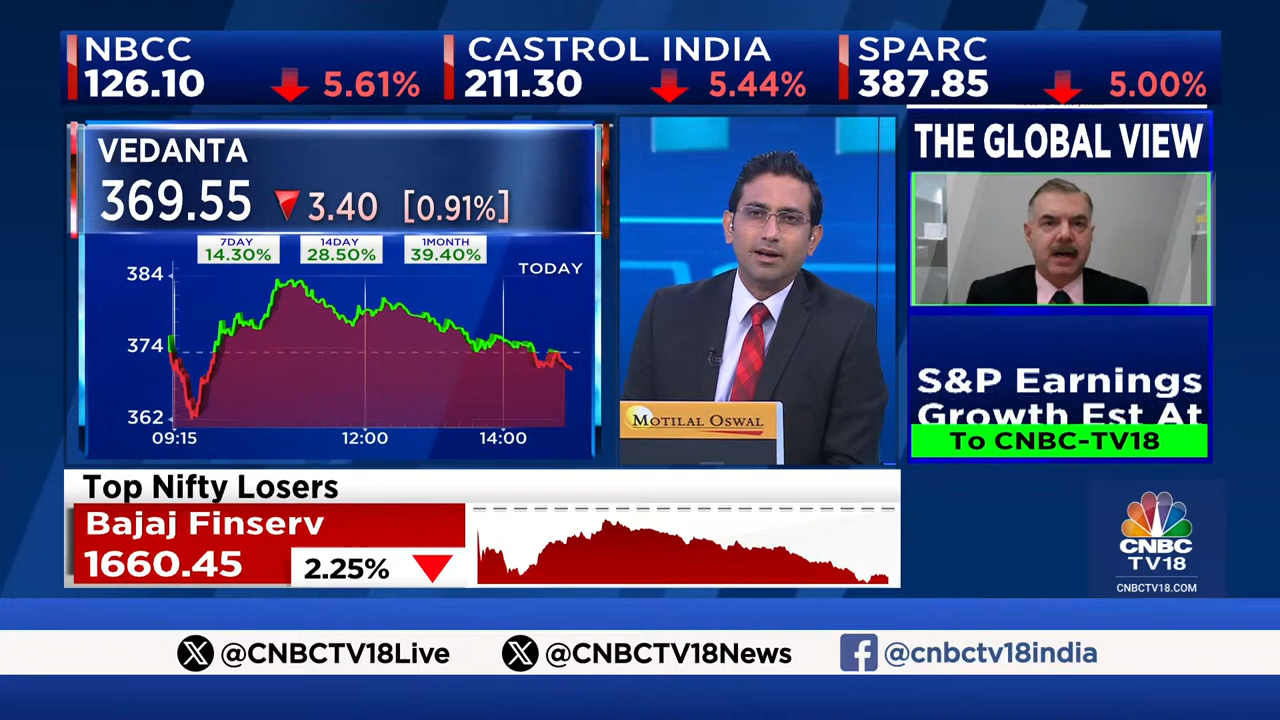 NBCC
126.10 5.61%
CASTROL INDIA
211.30 5.44%
SPARC
387.85 5.00%
VEDANTA
369.55 3.40 [0.91%]
7DAY
14.30%
14DAY
28.50%
1MONTH
39.40%
TODAY
384
374
362
09:15 12:00 14:00
MOTILAL OSWAL
THE GLOBAL VIEW
S&P Earnings
Growth Est At
To CNBC-TV18
Top Nifty Losers
Bajaj Finserv
1660.45 2.25%
CNBC
TV18
CNBCTV18.COM
@CNBCTV18Live @CNBCTV18News @cnbctv18india